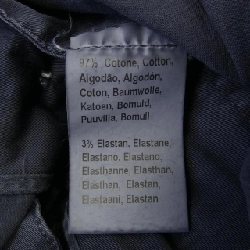 97% Cotone, Cotton,
Algodão, Algodón,
Coton, Baumwolle,
Katoen, Bomuld,
Puuvilla, Bomull
3% Elastan, Elastane,
Elastano, Elastano,
Elasthanne, Elasthan,
Elasthan, Elastan,
Elastaani, Elastan